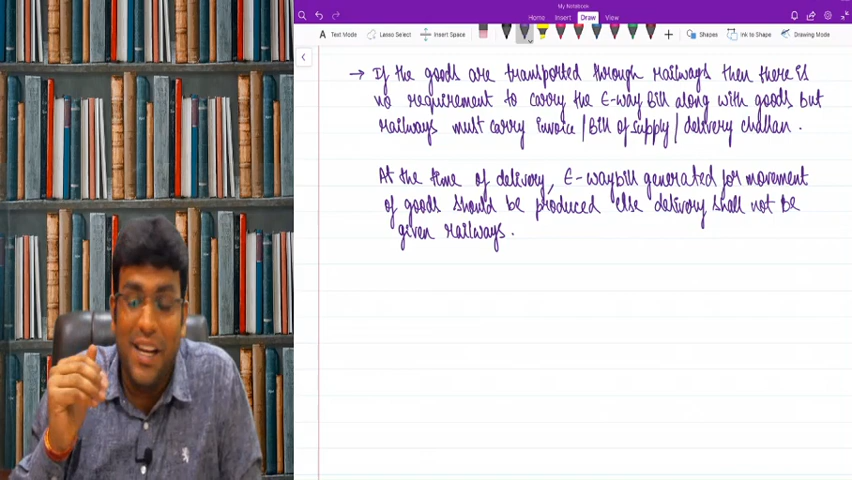 My Notebook
Home Insert Draw View
Text Mode Lasso Select Insert Space Shapes Ink to Shape Drawing Mode
→ If the goods are transported through railways then there is
no requirement to carry the E-way Bill along with goods but
railways must carry invoice / Bill of supply / delivery challan.
At the time of delivery, E-way bill generated for movement
of goods should be produced else delivery shall not be
given railways.